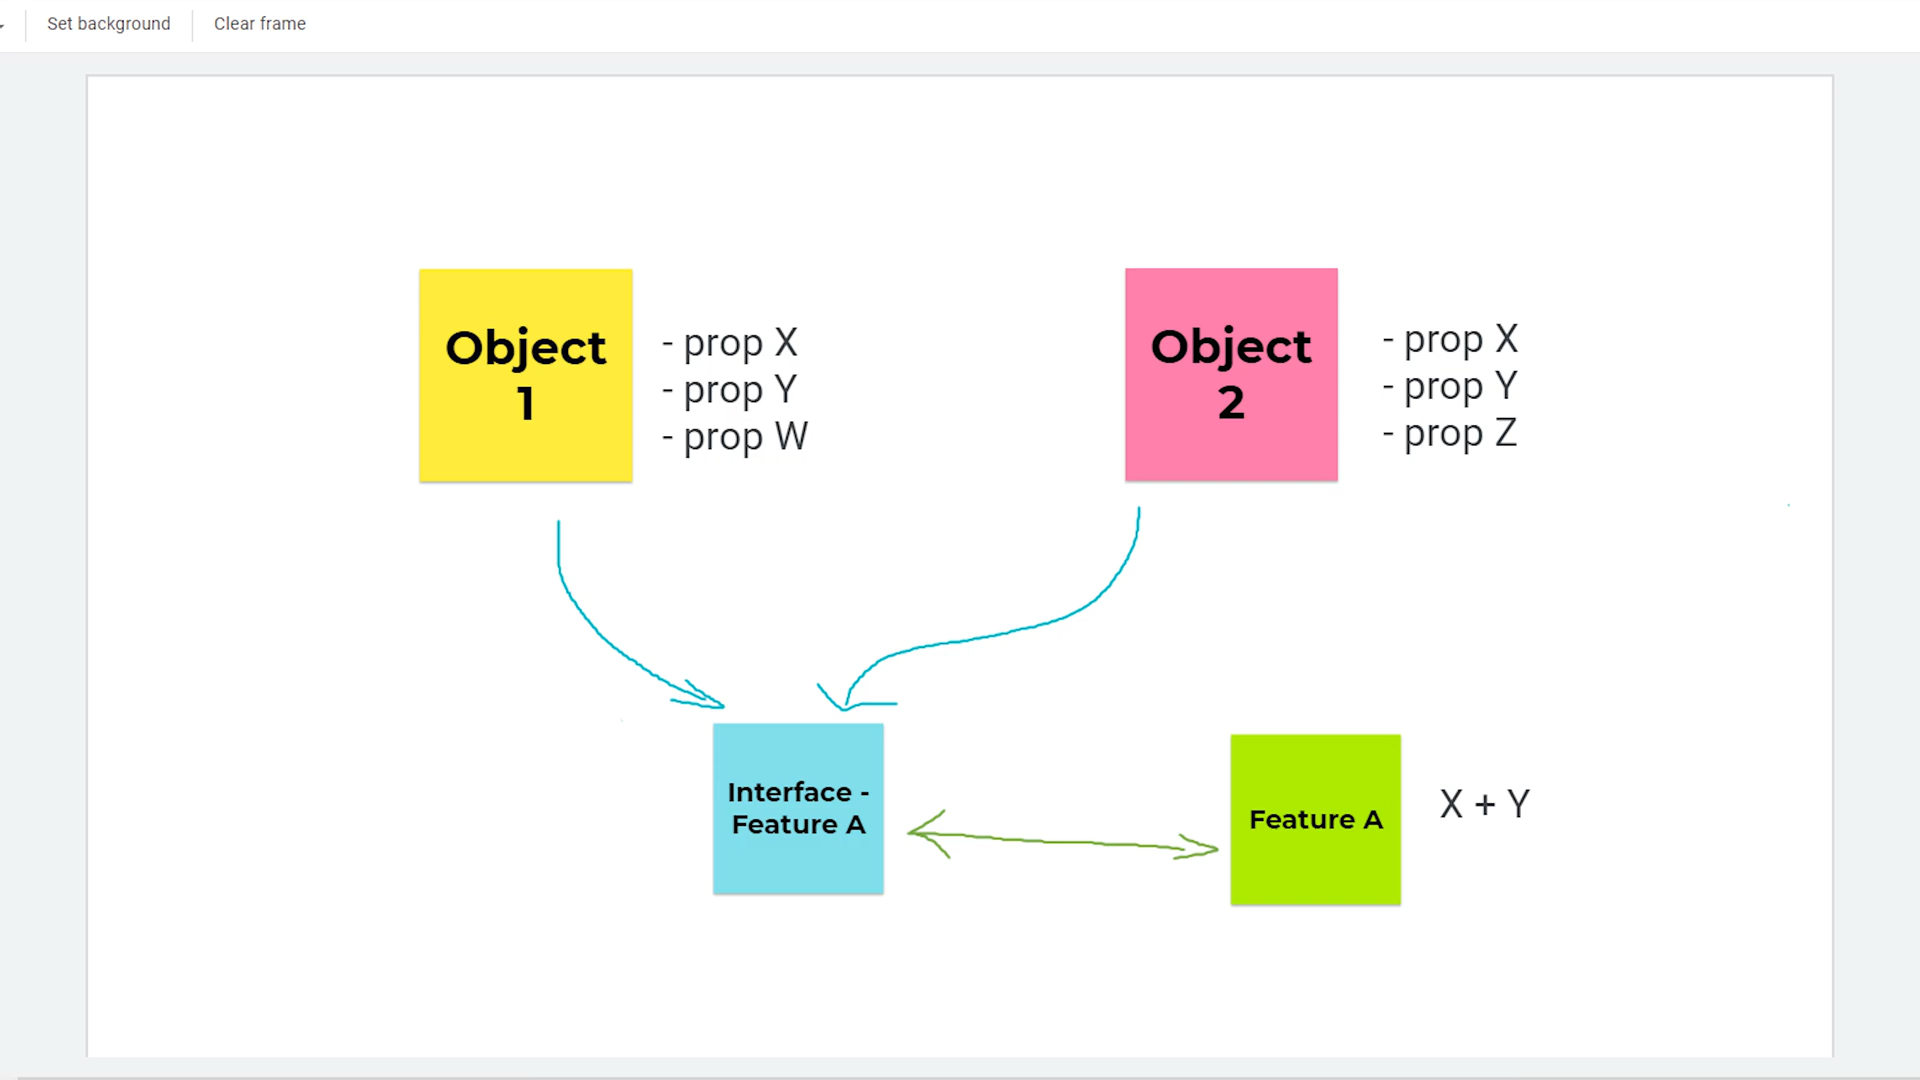 Set background
Clear frame
Object
1
- prop X
- prop Y
- prop W
Object
2
- prop X
- prop Y
- prop Z
Interface -
Feature A
Feature A
X + Y